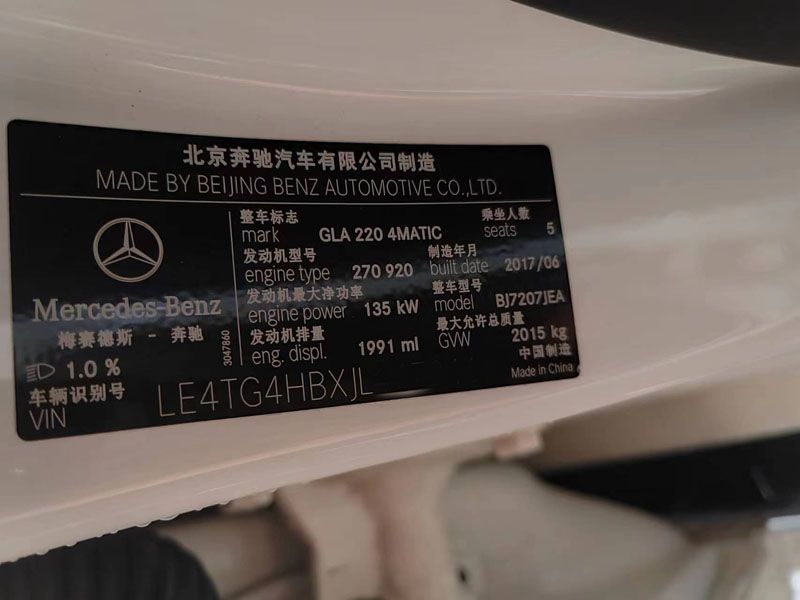 北京奔驰汽车有限公司制造
MADE BY BEIJING BENZ AUTOMOTIVE CO.,LTD.
Mercedes-Benz
梅赛德斯 - 奔驰
1.0 %
3047860
整车标志
mark GLA 220 4MATIC
乘坐人数
seats 5
发动机型号
engine type 270 920
制造年月
built date 2017/06
发动机最大净功率
engine power 135 kW
整车型号
model BJ7207JEA
发动机排量
eng. displ. 1991 ml
最大允许总质量
GVW 2015 kg
中国制造
Made in China
车辆识别号
VIN LE4TG4HBXJL